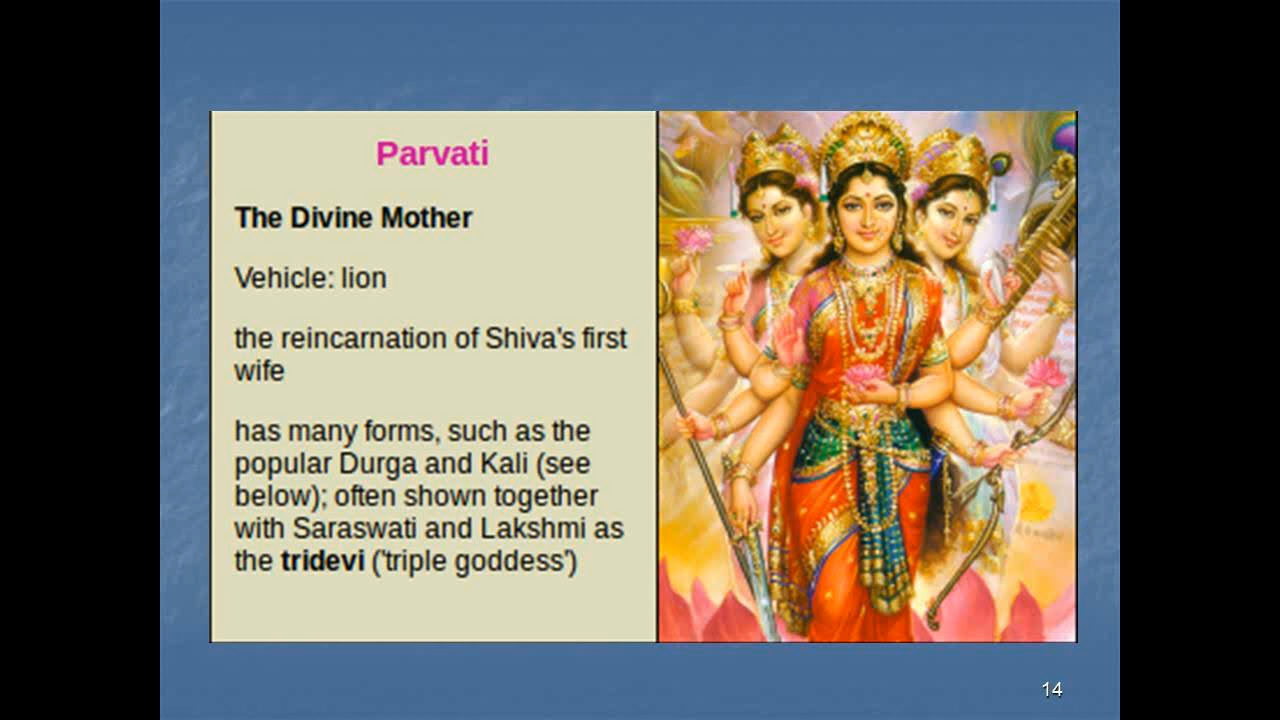 Parvati
The Divine Mother
Vehicle: lion
the reincarnation of Shiva's first
wife
has many forms, such as the
popular Durga and Kali (see
below); often shown together
with Saraswati and Lakshmi as
the tridevi ('triple goddess')
14